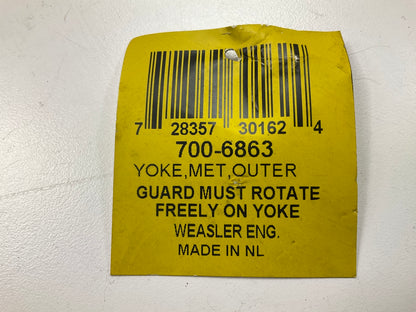 7 28357 30162 4
700-6863
YOKE,MET,OUTER
GUARD MUST ROTATE
FREELY ON YOKE
WEASLER ENG.
MADE IN NL